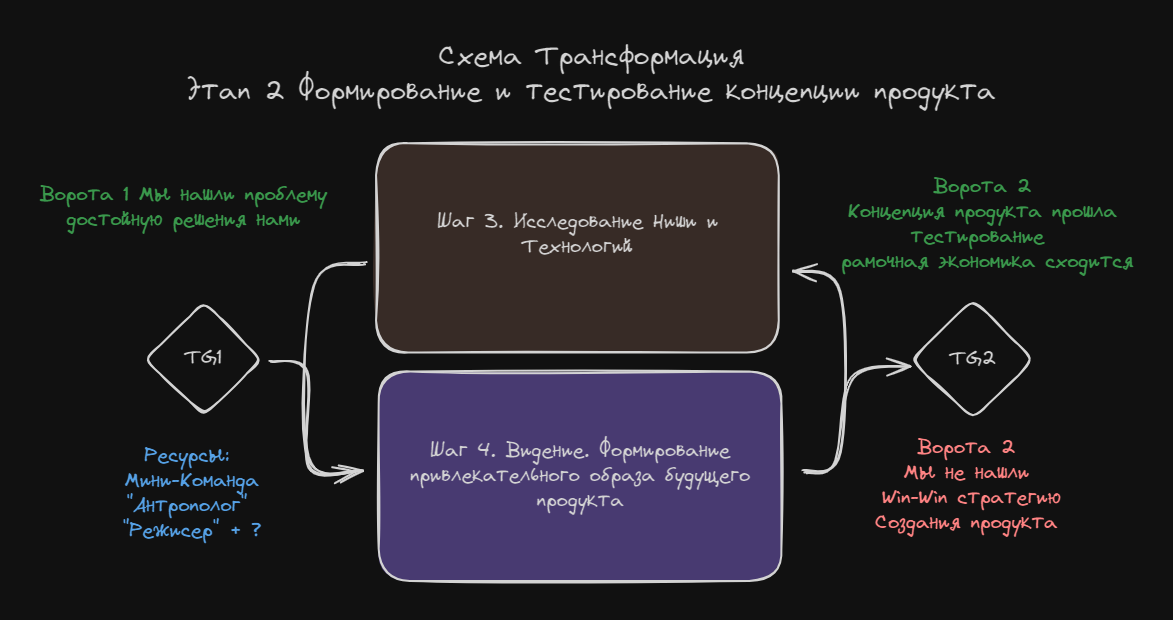 Схема Трансформация
Этап 2 Формирование и тестирование концепции продукта
Ворота 1 Мы нашли проблему
достойную решения нами
Шаг 3. Исследование Ниши и
Технологий
Ворота 2
Концепция продукта прошла
тестирование
рамочная экономика сходится
TG1
TG2
Шаг 4. Видение. Формирование
привлекательного образа будущего
продукта
Ресурсы:
Мини-Команда
"Антрополог"
"Режисер" + ?
Ворота 2
Мы не нашли
Win-Win стратегию
Создания продукта